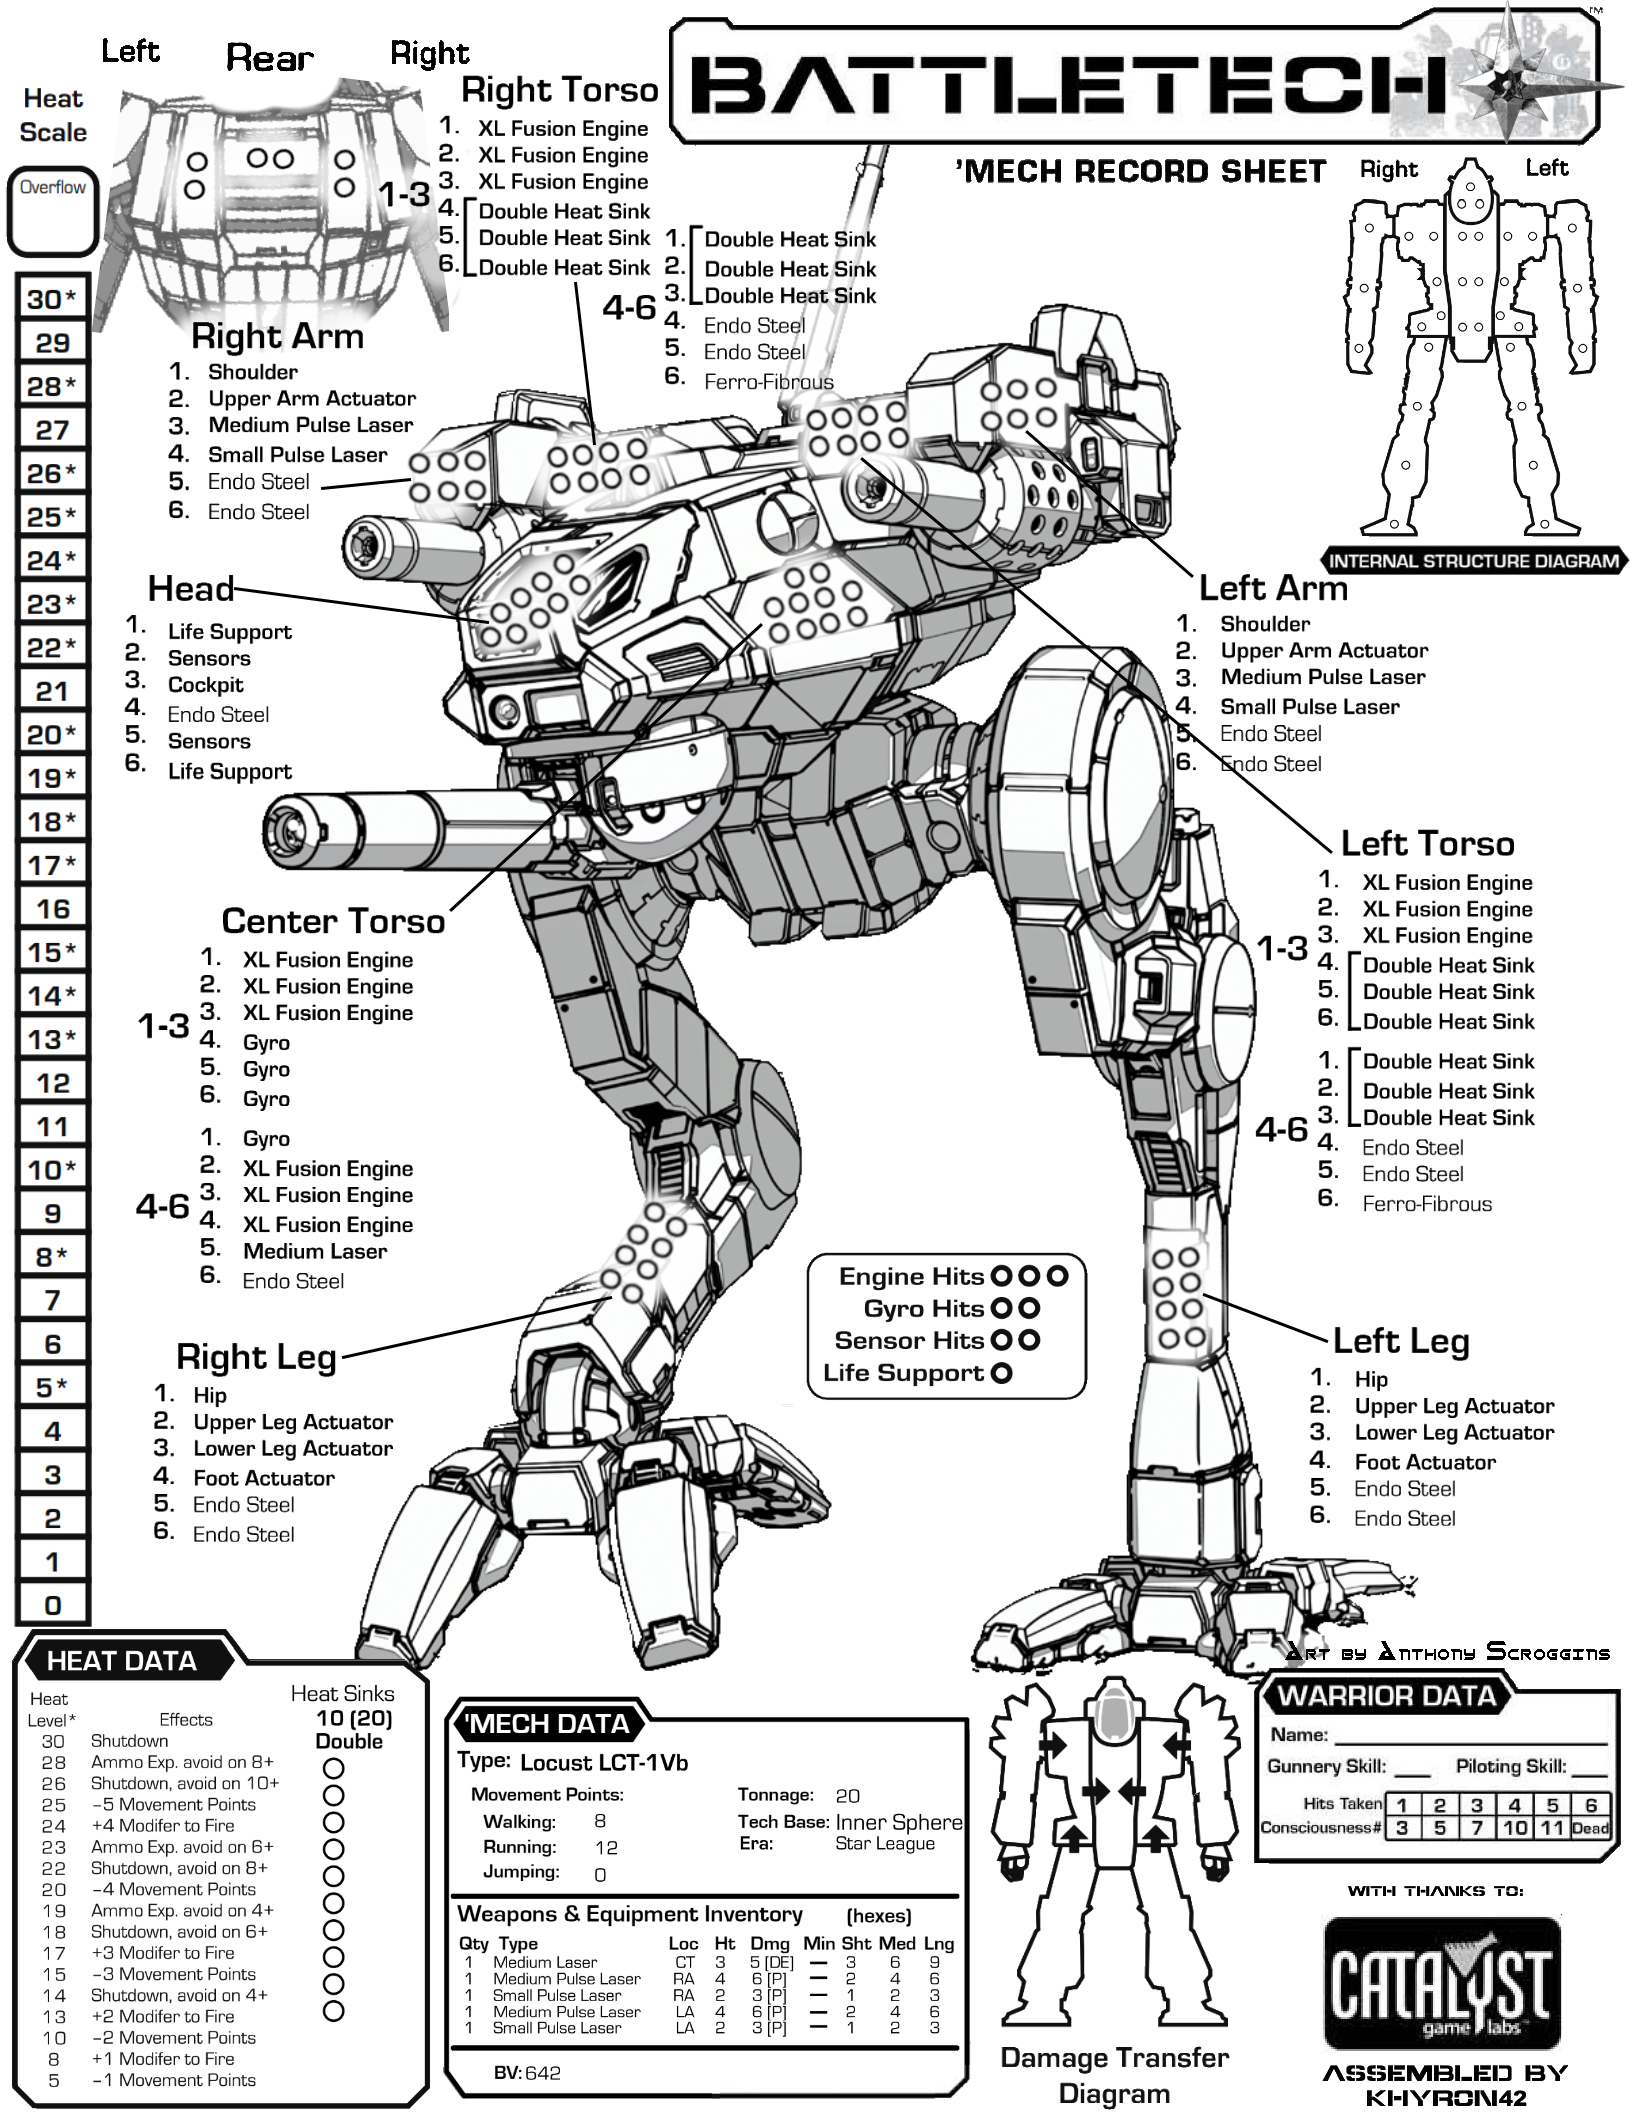 Left Rear Right
BATTLETECH
TM
'MECH RECORD SHEET
Heat
Scale
Overflow
30*
29
28*
27
26*
25*
24*
23*
22*
21
20*
19*
18*
17*
16
15*
14*
13*
12
11
10*
9
8*
7
6
5*
4
3
2
1
0
Right Torso
1-3
1. XL Fusion Engine
2. XL Fusion Engine
3. XL Fusion Engine
4. Double Heat Sink
5. Double Heat Sink
6. Double Heat Sink
4-6
1. Double Heat Sink
2. Double Heat Sink
3. Double Heat Sink
4. Endo Steel
5. Endo Steel
6. Ferro-Fibrous
Right Left
INTERNAL STRUCTURE DIAGRAM
Right Arm
1. Shoulder
2. Upper Arm Actuator
3. Medium Pulse Laser
4. Small Pulse Laser
5. Endo Steel
6. Endo Steel
Head
1. Life Support
2. Sensors
3. Cockpit
4. Endo Steel
5. Sensors
6. Life Support
Left Arm
1. Shoulder
2. Upper Arm Actuator
3. Medium Pulse Laser
4. Small Pulse Laser
5. Endo Steel
6. Endo Steel
Center Torso
1-3
1. XL Fusion Engine
2. XL Fusion Engine
3. XL Fusion Engine
4. Gyro
5. Gyro
6. Gyro
4-6
1. Gyro
2. XL Fusion Engine
3. XL Fusion Engine
4. XL Fusion Engine
5. Medium Laser
6. Endo Steel
Left Torso
1-3
1. XL Fusion Engine
2. XL Fusion Engine
3. XL Fusion Engine
4. Double Heat Sink
5. Double Heat Sink
6. Double Heat Sink
4-6
1. Double Heat Sink
2. Double Heat Sink
3. Double Heat Sink
4. Endo Steel
5. Endo Steel
6. Ferro-Fibrous
Engine Hits
Gyro Hits
Sensor Hits
Life Support
Right Leg
1. Hip
2. Upper Leg Actuator
3. Lower Leg Actuator
4. Foot Actuator
5. Endo Steel
6. Endo Steel
Left Leg
1. Hip
2. Upper Leg Actuator
3. Lower Leg Actuator
4. Foot Actuator
5. Endo Steel
6. Endo Steel
Art by Anthony Scroggins
HEAT DATA
Heat Level* Effects
Heat Sinks
10 (20)
Double
30 Shutdown
28 Ammo Exp. avoid on 8+
26 Shutdown, avoid on 10+
25 –5 Movement Points
24 +4 Modifer to Fire
23 Ammo Exp. avoid on 6+
22 Shutdown, avoid on 8+
20 –4 Movement Points
19 Ammo Exp. avoid on 4+
18 Shutdown, avoid on 6+
17 +3 Modifer to Fire
15 –3 Movement Points
14 Shutdown, avoid on 4+
13 +2 Modifer to Fire
10 –2 Movement Points
8 +1 Modifer to Fire
5 –1 Movement Points
'MECH DATA
Type: Locust LCT-1Vb
Movement Points:
Walking: 8
Running: 12
Jumping: 0
Tonnage: 20
Tech Base: Inner Sphere
Era: Star League
Weapons & Equipment Inventory (hexes)
Qty Type Loc Ht Dmg Min Sht Med Lng
1 Medium Laser CT 3 5 [DE] — 3 6 9
1 Medium Pulse Laser RA 4 6 [P] — 2 4 6
1 Small Pulse Laser RA 2 3 [P] — 1 2 3
1 Medium Pulse Laser LA 4 6 [P] — 2 4 6
1 Small Pulse Laser LA 2 3 [P] — 1 2 3
BV: 642
Damage Transfer
Diagram
WARRIOR DATA
Name:
Gunnery Skill: Piloting Skill:
Hits Taken 1 2 3 4 5 6
Consciousness# 3 5 7 10 11 Dead
WITH THANKS TO:
CATALYST
game labs
ASSEMBLED BY
KHYRON42